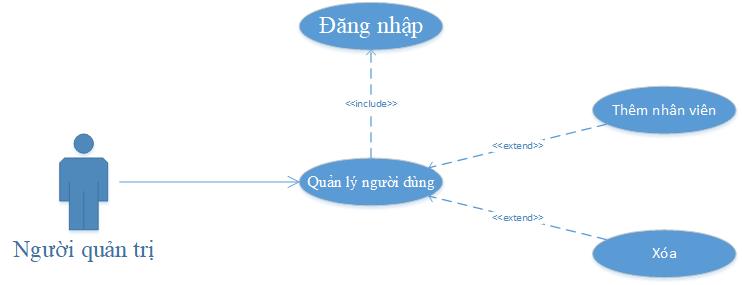 Đăng nhập
<<include>>
Thêm nhân viên
<<extend>>
Quản lý người dùng
<<extend>>
Người quản trị
Xóa